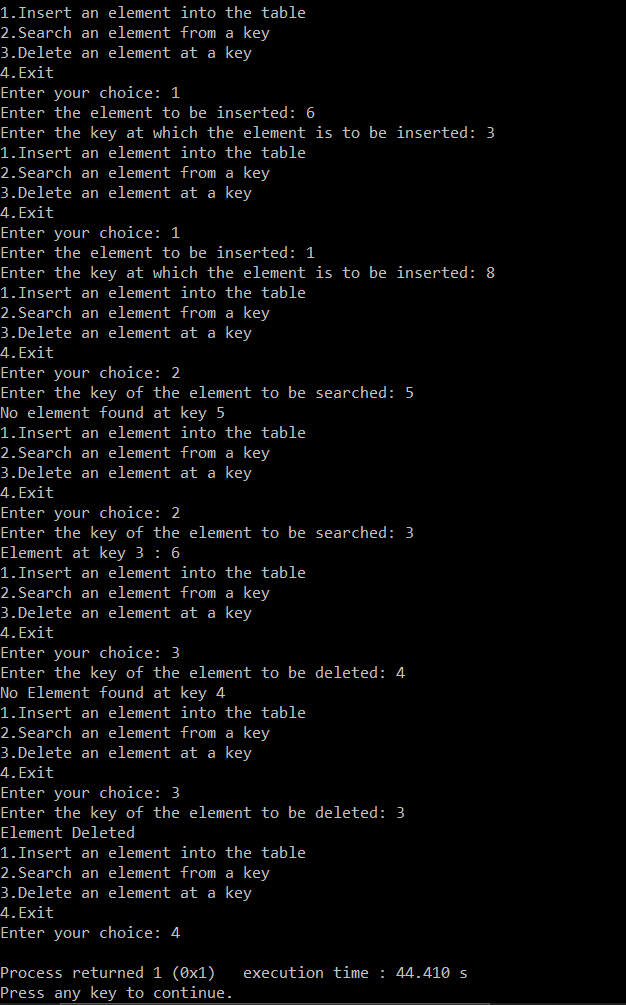 1.Insert an element into the table
2.Search an element from a key
3.Delete an element at a key
4.Exit
Enter your choice: 1
Enter the element to be inserted: 6
Enter the key at which the element is to be inserted: 3
1.Insert an element into the table
2.Search an element from a key
3.Delete an element at a key
4.Exit
Enter your choice: 1
Enter the element to be inserted: 1
Enter the key at which the element is to be inserted: 8
1.Insert an element into the table
2.Search an element from a key
3.Delete an element at a key
4.Exit
Enter your choice: 2
Enter the key of the element to be searched: 5
No element found at key 5
1.Insert an element into the table
2.Search an element from a key
3.Delete an element at a key
4.Exit
Enter your choice: 2
Enter the key of the element to be searched: 3
Element at key 3 : 6
1.Insert an element into the table
2.Search an element from a key
3.Delete an element at a key
4.Exit
Enter your choice: 3
Enter the key of the element to be deleted: 4
No Element found at key 4
1.Insert an element into the table
2.Search an element from a key
3.Delete an element at a key
4.Exit
Enter your choice: 3
Enter the key of the element to be deleted: 3
Element Deleted
1.Insert an element into the table
2.Search an element from a key
3.Delete an element at a key
4.Exit
Enter your choice: 4
Process returned 1 (0x1)   execution time : 44.410 s
Press any key to continue.